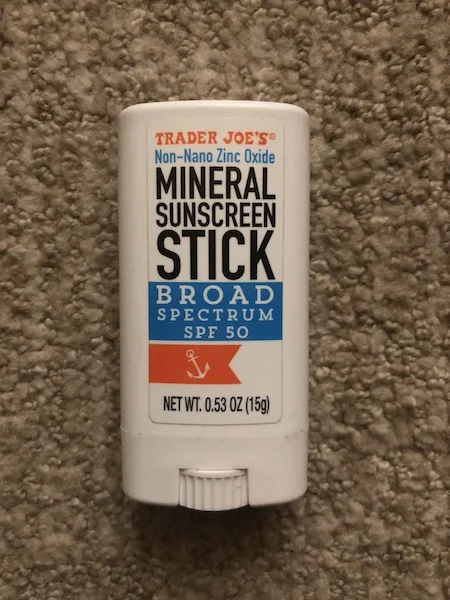 TRADER JOE'S®
Non-Nano Zinc Oxide
MINERAL
SUNSCREEN
STICK
BROAD
SPECTRUM
SPF 50
NET WT. 0.53 OZ (15g)